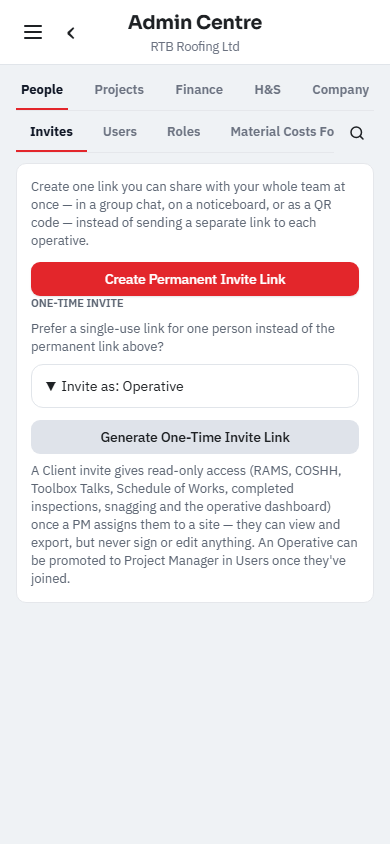 Admin Centre
RTB Roofing Ltd
People Projects Finance H&S Company
Invites Users Roles Material Costs Fo
Create one link you can share with your whole team at
once — in a group chat, on a noticeboard, or as a QR
code — instead of sending a separate link to each
operative.
Create Permanent Invite Link
ONE-TIME INVITE
Prefer a single-use link for one person instead of the
permanent link above?
▼ Invite as: Operative
Generate One-Time Invite Link
A Client invite gives read-only access (RAMS, COSHH,
Toolbox Talks, Schedule of Works, completed
inspections, snagging and the operative dashboard)
once a PM assigns them to a site — they can view and
export, but never sign or edit anything. An Operative can
be promoted to Project Manager in Users once they've
joined.